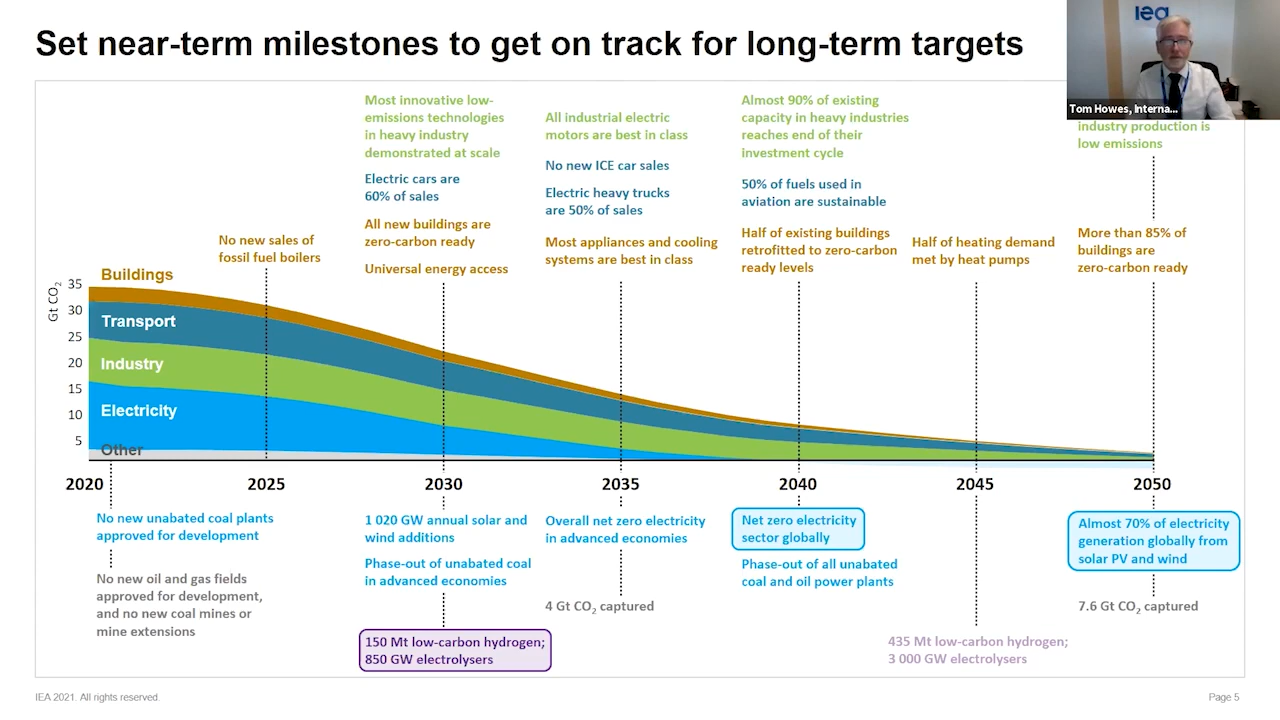 Set near-term milestones to get on track for long-term targets
iea
Tom Howes, Interna...
Most innovative low-
emissions technologies
in heavy industry
demonstrated at scale
Electric cars are
60% of sales
All new buildings are
zero-carbon ready
Universal energy access
All industrial electric
motors are best in class
No new ICE car sales
Electric heavy trucks
are 50% of sales
Most appliances and cooling
systems are best in class
Almost 90% of existing
capacity in heavy industries
reaches end of their
investment cycle
50% of fuels used in
aviation are sustainable
Half of existing buildings
retrofitted to zero-carbon
ready levels
Half of heating demand
met by heat pumps
industry production is
low emissions
More than 85% of
buildings are
zero-carbon ready
No new sales of
fossil fuel boilers
Gt CO2
35
30
25
20
15
10
5
Buildings
Transport
Industry
Electricity
Other
2020 2025 2030 2035 2040 2045 2050
No new unabated coal plants
approved for development
No new oil and gas fields
approved for development,
and no new coal mines or
mine extensions
1 020 GW annual solar and
wind additions
Phase-out of unabated coal
in advanced economies
150 Mt low-carbon hydrogen;
850 GW electrolysers
Overall net zero electricity
in advanced economies
4 Gt CO2 captured
Net zero electricity
sector globally
Phase-out of all unabated
coal and oil power plants
435 Mt low-carbon hydrogen;
3 000 GW electrolysers
Almost 70% of electricity
generation globally from
solar PV and wind
7.6 Gt CO2 captured
IEA 2021. All rights reserved.
Page 5